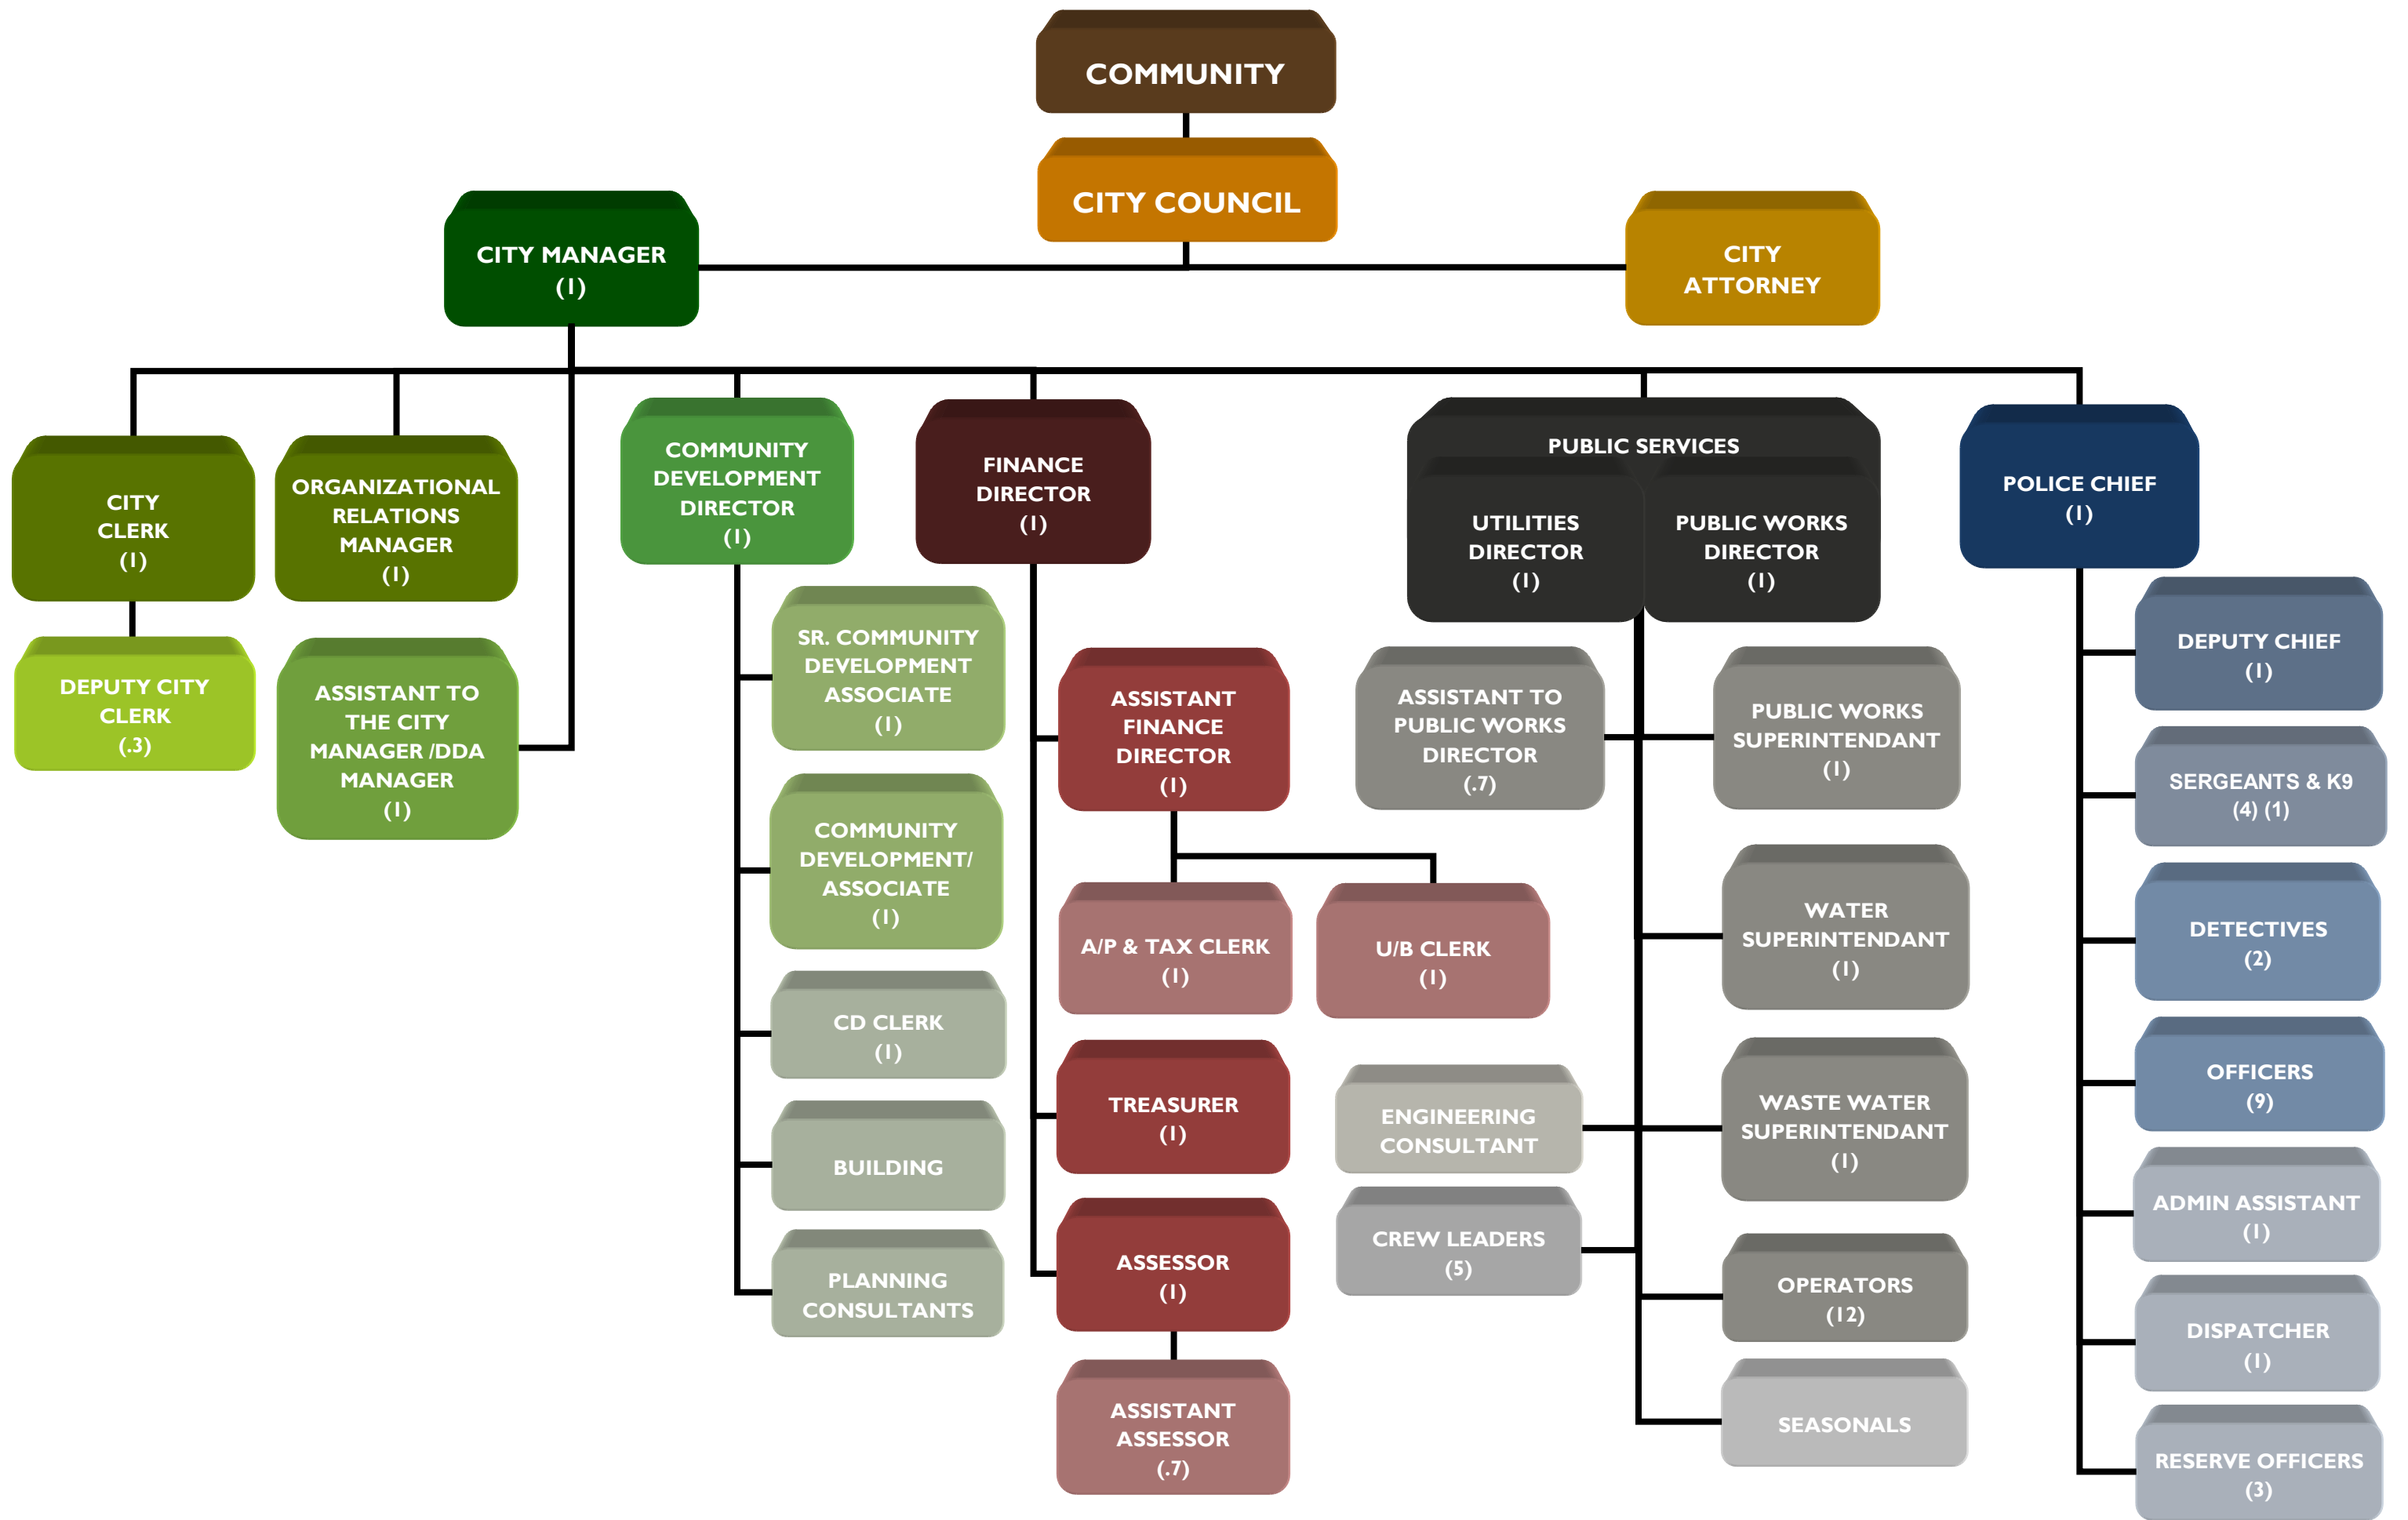 COMMUNITY
CITY COUNCIL
CITY MANAGER
(1)
CITY
ATTORNEY
CITY
CLERK
(1)
DEPUTY CITY
CLERK
(.3)
ORGANIZATIONAL
RELATIONS
MANAGER
(1)
ASSISTANT TO
THE CITY
MANAGER /DDA
MANAGER
(1)
COMMUNITY
DEVELOPMENT
DIRECTOR
(1)
SR. COMMUNITY
DEVELOPMENT
ASSOCIATE
(1)
COMMUNITY
DEVELOPMENT/
ASSOCIATE
(1)
CD CLERK
(1)
BUILDING
PLANNING
CONSULTANTS
FINANCE
DIRECTOR
(1)
ASSISTANT
FINANCE
DIRECTOR
(1)
A/P & TAX CLERK
(1)
U/B CLERK
(1)
TREASURER
(1)
ASSESSOR
(1)
ASSISTANT
ASSESSOR
(.7)
PUBLIC SERVICES
UTILITIES
DIRECTOR
(1)
PUBLIC WORKS
DIRECTOR
(1)
ASSISTANT TO
PUBLIC WORKS
DIRECTOR
(.7)
PUBLIC WORKS
SUPERINTENDANT
(1)
WATER
SUPERINTENDANT
(1)
ENGINEERING
CONSULTANT
WASTE WATER
SUPERINTENDANT
(1)
CREW LEADERS
(5)
OPERATORS
(12)
SEASONALS
POLICE CHIEF
(1)
DEPUTY CHIEF
(1)
SERGEANTS & K9
(4) (1)
DETECTIVES
(2)
OFFICERS
(9)
ADMIN ASSISTANT
(1)
DISPATCHER
(1)
RESERVE OFFICERS
(3)